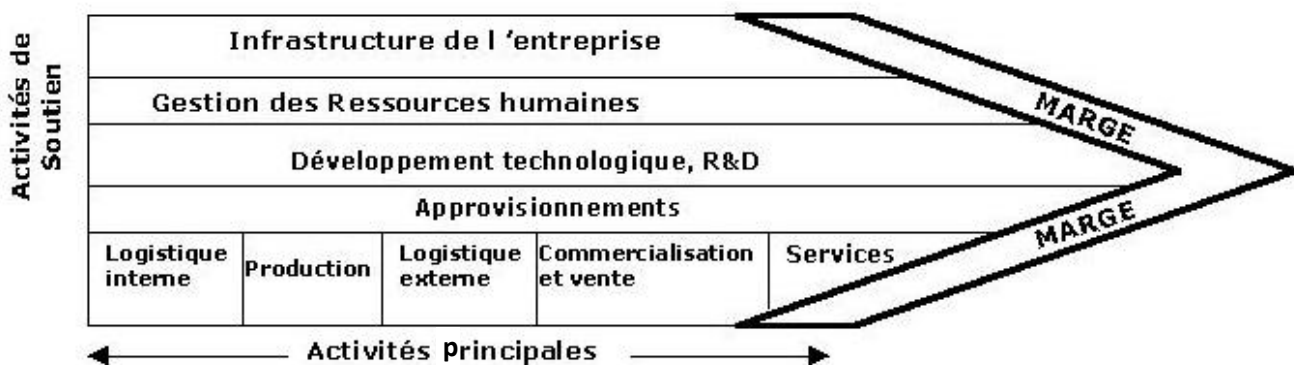 Activités de
Soutien
Infrastructure de l 'entreprise
Gestion des Ressources humaines
Développement technologique, R&D
Approvisionnements
Logistique
interne
Production
Logistique
externe
Commercialisation
et vente
Services
MARGE
MARGE
Activités principales